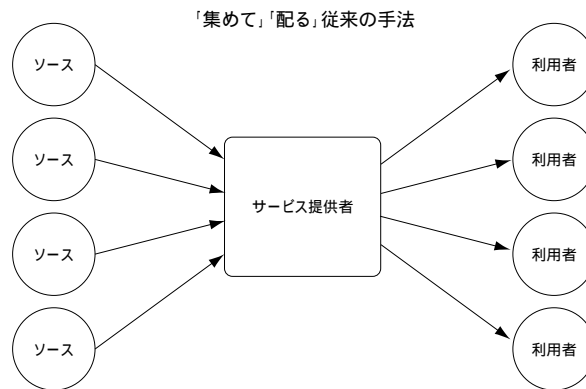 「集めて」「配る」従来の手法
ソース
利用者
ソース
利用者
サービス提供者
ソース
利用者
ソース
利用者